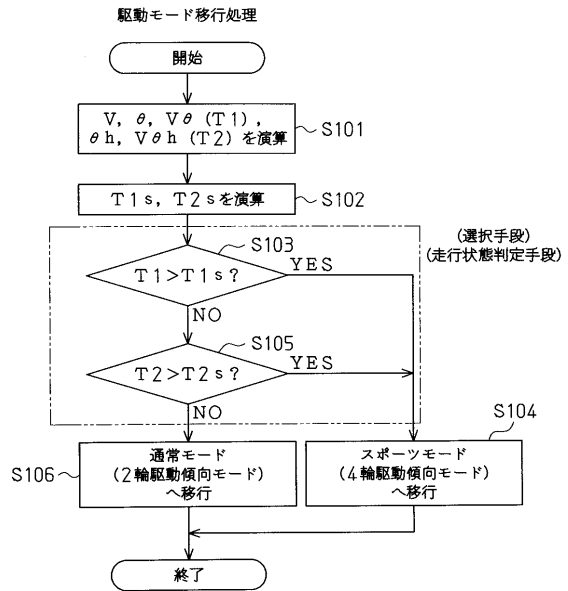 駆動モード移行処理
開始
V, θ, Vθ (T1),
θh, Vθh (T2) を演算
S101
T1s, T2sを演算
S102
(選択手段)
(走行状態判定手段)
S103
T1>T1s?
YES
NO
S105
T2>T2s?
YES
NO
S104
S106
通常モード
(2輪駆動傾向モード)
へ移行
スポーツモード
(4輪駆動傾向モード)
へ移行
終了